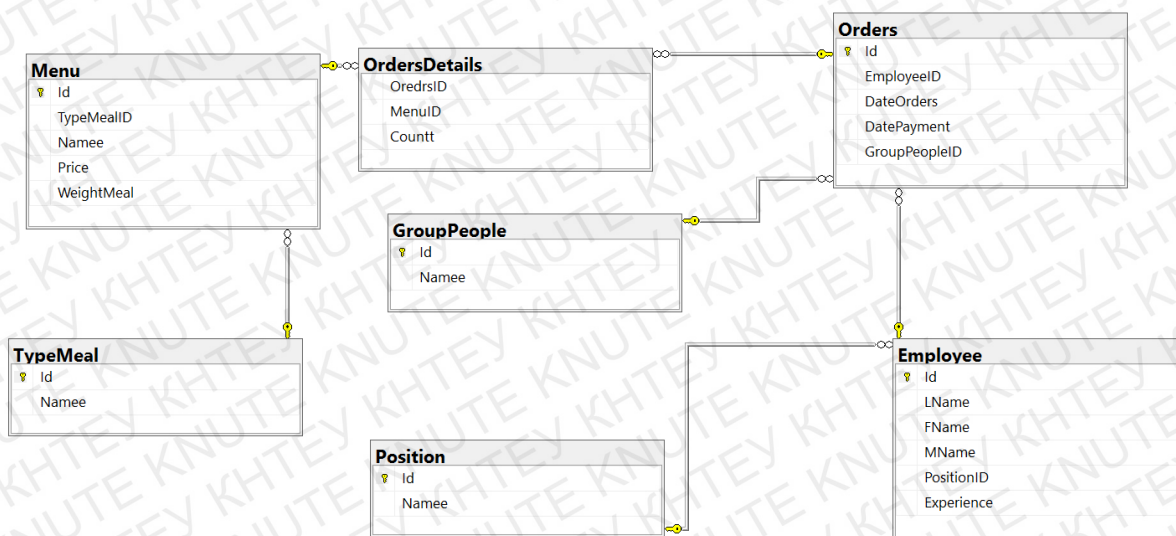 Menu
Id
TypeMealID
Namee
Price
WeightMeal
OrdersDetails
OredrsID
MenuID
Countt
Orders
Id
EmployeeID
DateOrders
DatePayment
GroupPeopleID
GroupPeople
Id
Namee
TypeMeal
Id
Namee
Position
Id
Namee
Employee
Id
LName
FName
MName
PositionID
Experience